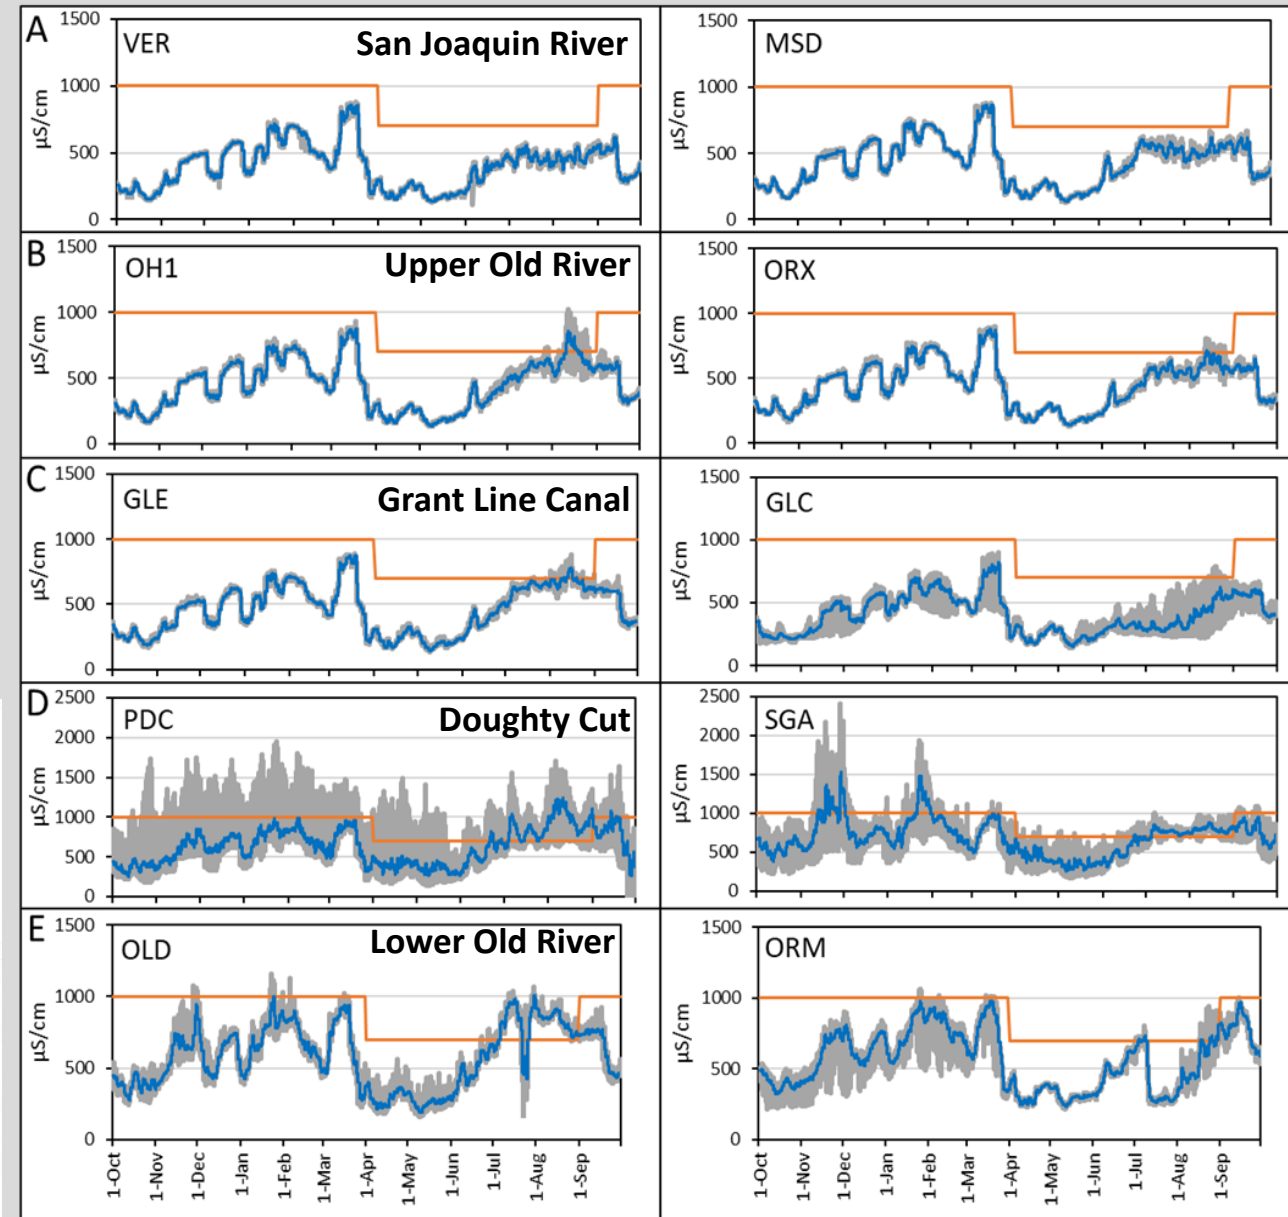 A
VER
San Joaquin River
µS/cm
1500
1000
500
0
MSD
µS/cm
1500
1000
500
0
B
OH1
Upper Old River
µS/cm
1500
1000
500
0
ORX
µS/cm
1500
1000
500
0
C
GLE
Grant Line Canal
µS/cm
1500
1000
500
0
GLC
µS/cm
1500
1000
500
0
D
PDC
Doughty Cut
µS/cm
2500
2000
1500
1000
500
0
SGA
µS/cm
2500
2000
1500
1000
500
0
E
OLD
Lower Old River
µS/cm
1500
1000
500
0
1-Oct
1-Nov
1-Dec
1-Jan
1-Feb
1-Mar
1-Apr
1-May
1-Jun
1-Jul
1-Aug
1-Sep
ORM
µS/cm
1500
1000
500
0
1-Oct
1-Nov
1-Dec
1-Jan
1-Feb
1-Mar
1-Apr
1-May
1-Jun
1-Jul
1-Aug
1-Sep